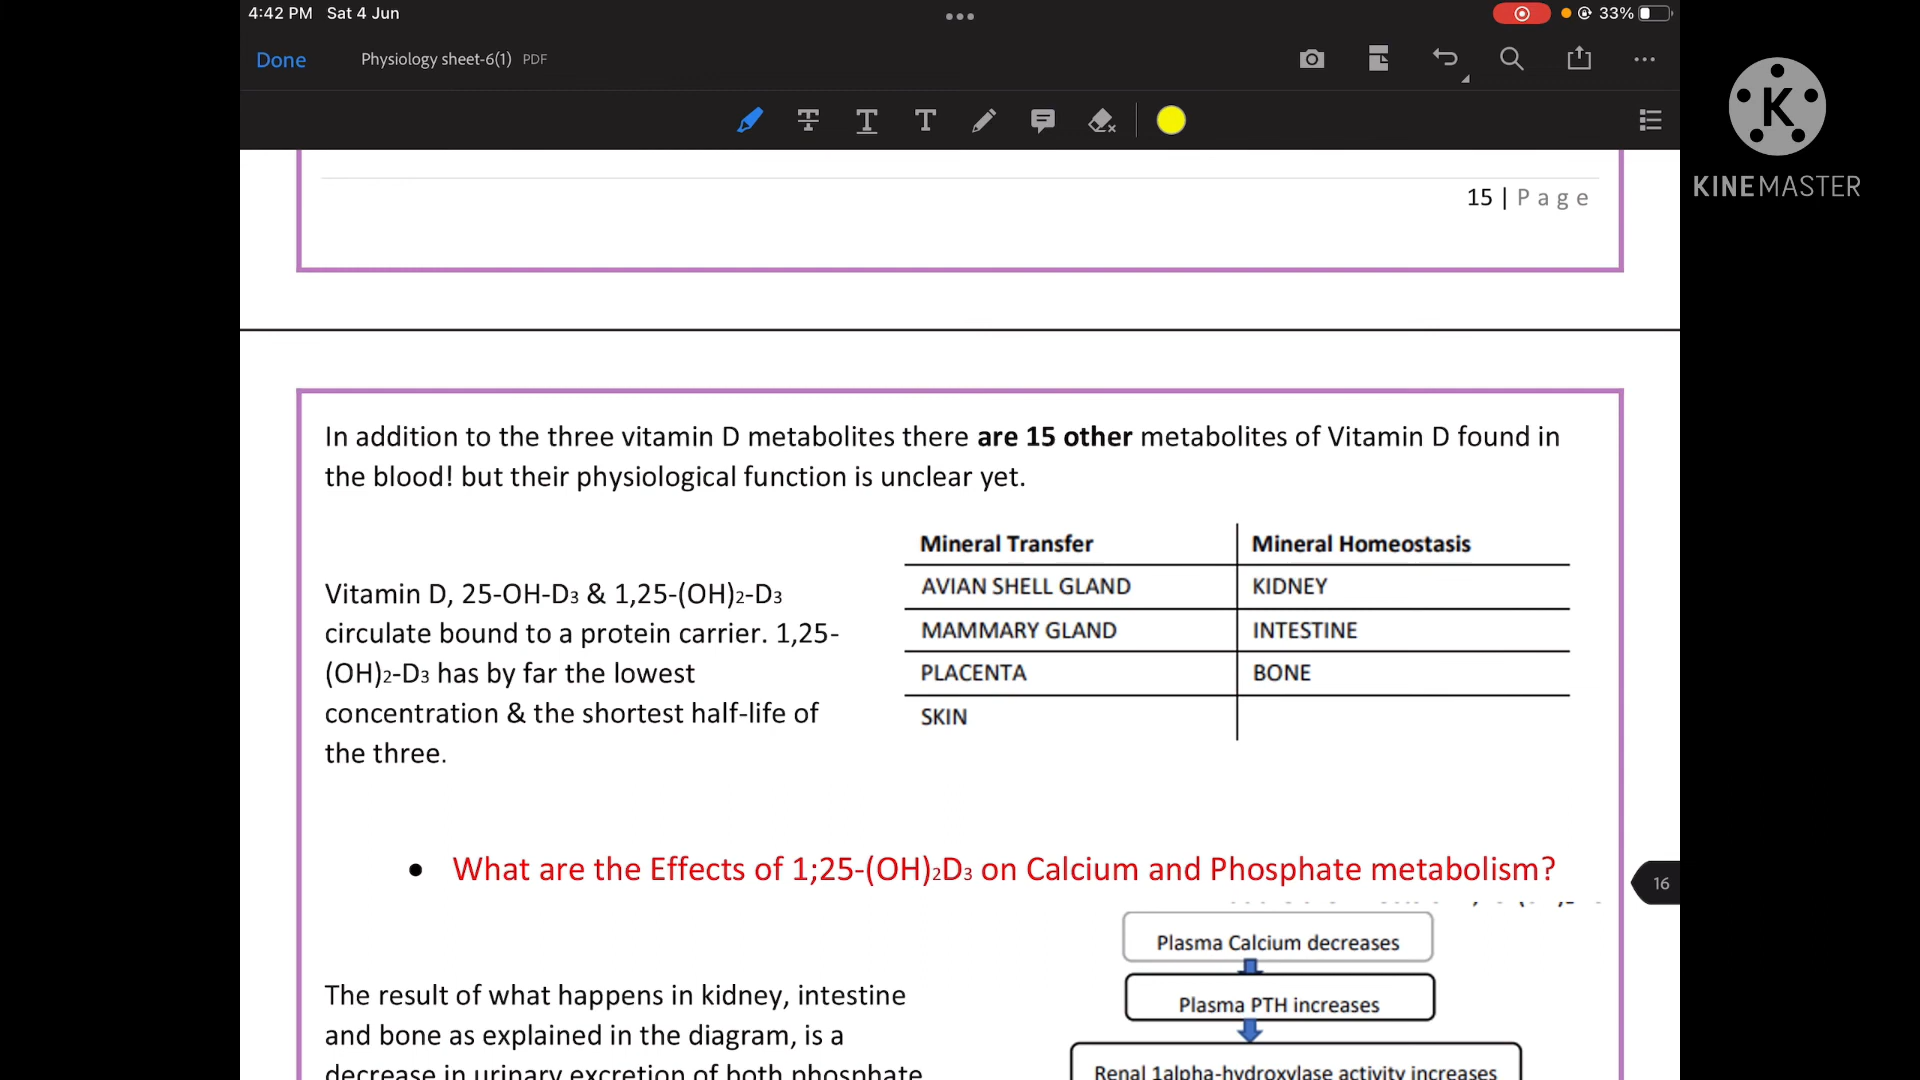 4:42 PM Sat 4 Jun
33%
Done
Physiology sheet-6(1) PDF
KINEMASTER
15 | Page
In addition to the three vitamin D metabolites there are 15 other metabolites of Vitamin D found in
the blood! but their physiological function is unclear yet.
Vitamin D, 25-OH-D₃ & 1,25-(OH)₂-D₃
circulate bound to a protein carrier. 1,25-
(OH)₂-D₃ has by far the lowest
concentration & the shortest half-life of
the three.
Mineral Transfer Mineral Homeostasis
AVIAN SHELL GLAND KIDNEY
MAMMARY GLAND INTESTINE
PLACENTA BONE
SKIN
• What are the Effects of 1;25-(OH)₂D₃ on Calcium and Phosphate metabolism?
16
The result of what happens in kidney, intestine
and bone as explained in the diagram, is a
decrease in urinary excretion of both phosphate
Plasma Calcium decreases
Plasma PTH increases
Renal 1alpha-hydroxylase activity increases